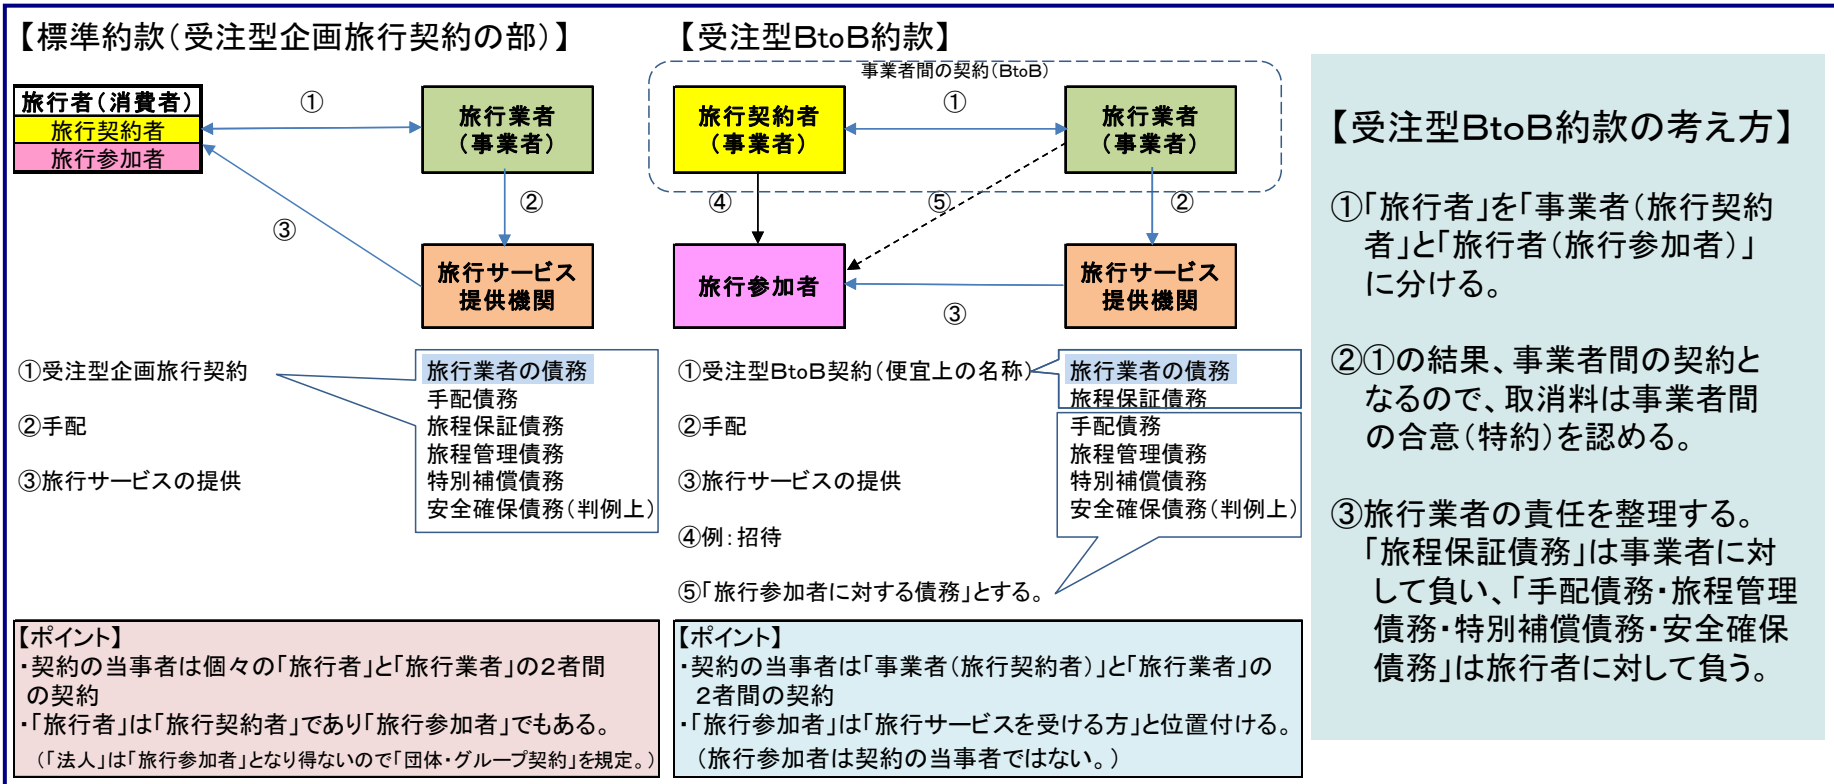 【標準約款（受注型企画旅行契約の部）】
旅行者（消費者）
旅行契約者
旅行参加者
①
旅行業者
（事業者）
②
③
旅行サービス
提供機関
①受注型企画旅行契約
②手配
③旅行サービスの提供
旅行業者の債務
手配債務
旅程保証債務
旅程管理債務
特別補償債務
安全確保債務（判例上）
【ポイント】
・契約の当事者は個々の「旅行者」と「旅行業者」の２者間
の契約
・「旅行者」は「旅行契約者」であり「旅行参加者」でもある。
（「法人」は「旅行参加者」となり得ないので「団体・グループ契約」を規定。）
【受注型BtoB約款】
事業者間の契約（BtoB）
旅行契約者
（事業者）
①
旅行業者
（事業者）
④
⑤
②
旅行参加者
③
旅行サービス
提供機関
①受注型BtoB契約（便宜上の名称）
②手配
③旅行サービスの提供
④例：招待
⑤「旅行参加者に対する債務」とする。
旅行業者の債務
旅程保証債務
手配債務
旅程管理債務
特別補償債務
安全確保債務（判例上）
【ポイント】
・契約の当事者は「事業者（旅行契約者）」と「旅行業者」の
２者間の契約
・「旅行参加者」は「旅行サービスを受ける方」と位置付ける。
（旅行参加者は契約の当事者ではない。）
【受注型BtoB約款の考え方】
①「旅行者」を「事業者（旅行契約
者」と「旅行者（旅行参加者）」
に分ける。
②①の結果、事業者間の契約と
なるので、取消料は事業者間
の合意（特約）を認める。
③旅行業者の責任を整理する。
「旅程保証債務」は事業者に対
して負い、「手配債務・旅程管理
債務・特別補償債務・安全確保
債務」は旅行者に対して負う。